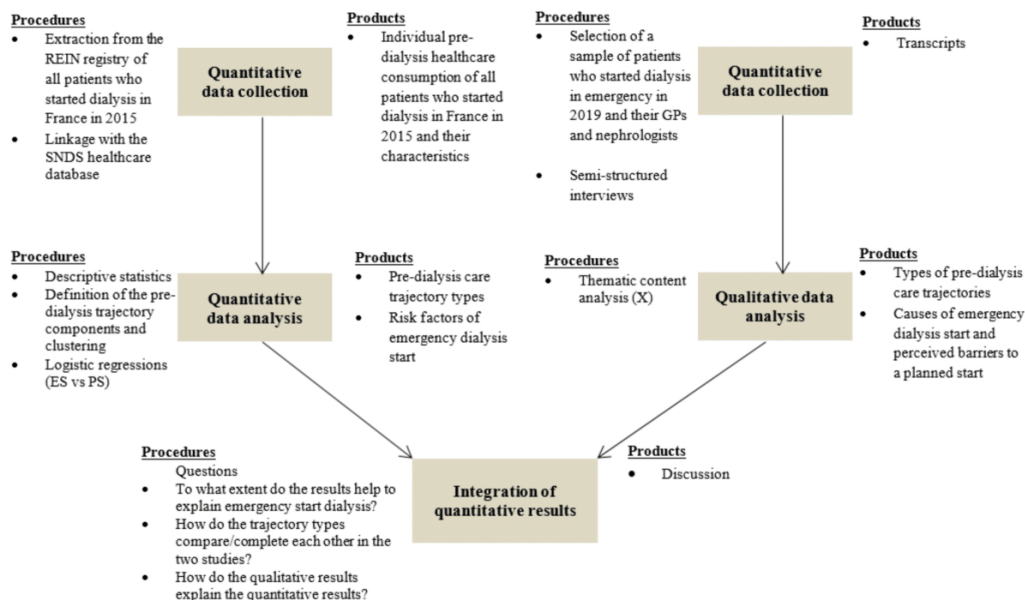 Procedures
• Extraction from the
REIN registry of
all patients who
started dialysis in
France in 2015
• Linkage with the
SNDS healthcare
database
Quantitative
data collection
Products
• Individual pre-
dialysis healthcare
consumption of all
patients who started
dialysis in France in
2015 and their
characteristics
Procedures
• Selection of a
sample of patients
who started dialysis
in emergency in
2019 and their GPs
and nephrologists
• Semi-structured
interviews
Quantitative
data collection
Products
• Transcripts
Procedures
• Descriptive statistics
• Definition of the pre-
dialysis trajectory
components and
clustering
• Logistic regressions
(ES vs PS)
Quantitative
data analysis
Products
• Pre-dialysis care
trajectory types
• Risk factors of
emergency dialysis
start
Procedures
• Thematic content
analysis (X)
Qualitative data
analysis
Products
• Types of pre-dialysis
care trajectories
• Causes of emergency
dialysis start and
perceived barriers to
a planned start
Procedures
Questions
• To what extent do the results help to
explain emergency start dialysis?
• How do the trajectory types
compare/complete each other in the
two studies?
• How do the qualitative results
explain the quantitative results?
Integration of
quantitative results
Products
• Discussion